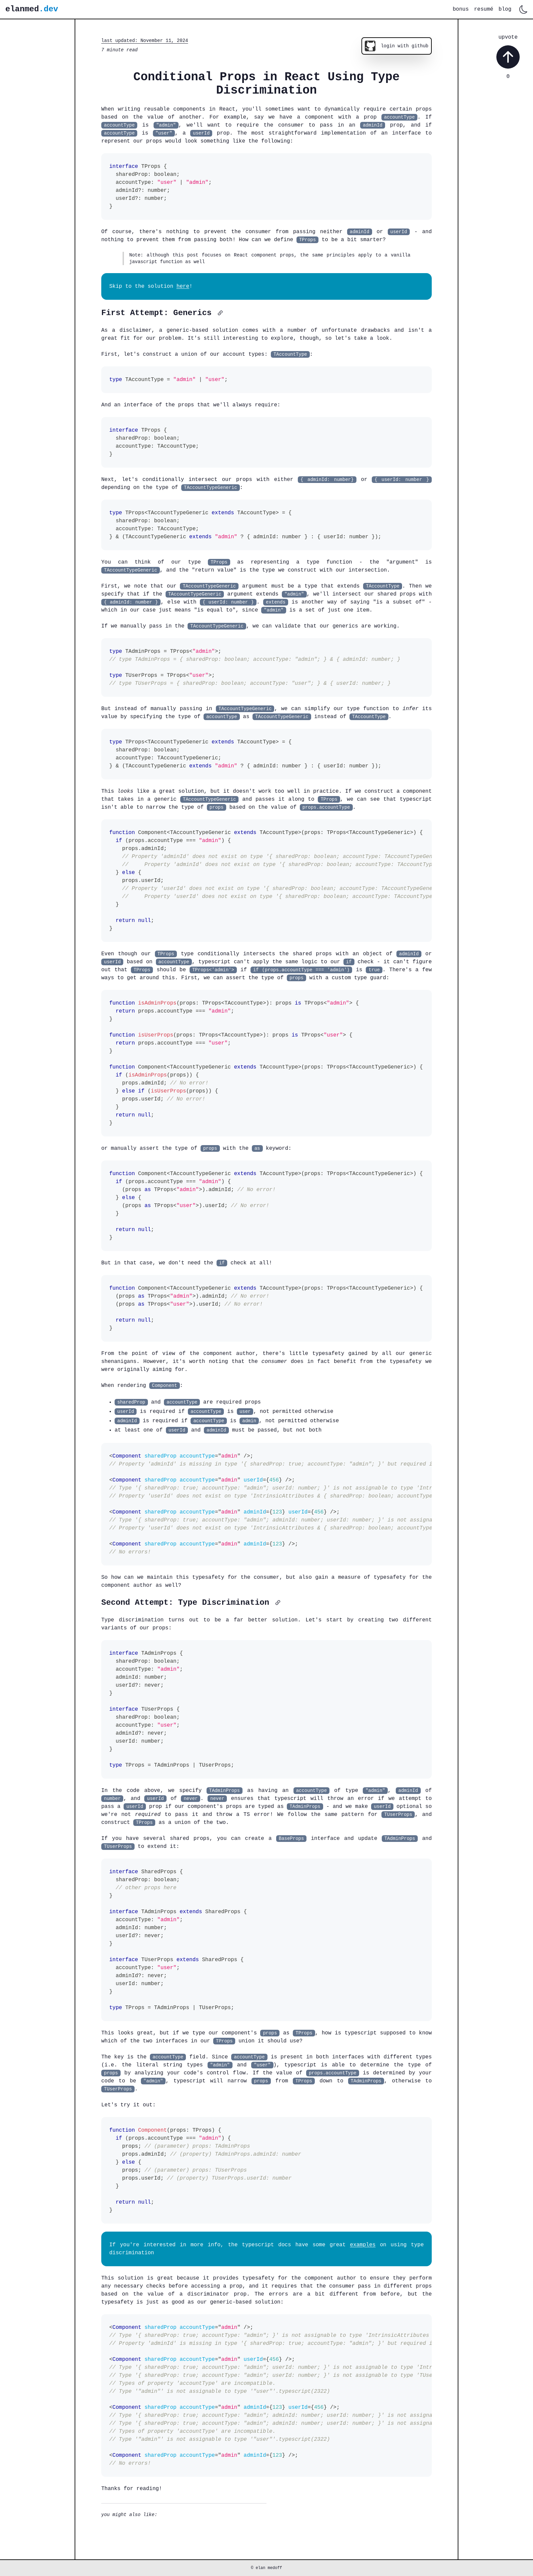 elanmed.dev
bonus resumé blog
upvote
0
last updated: November 11, 2024
7 minute read
login with github
Conditional Props in React Using Type
Discrimination
When writing reusable components in React, you'll sometimes want to dynamically require certain props
based on the value of another. For example, say we have a component with a prop accountType. If
accountType is "admin", we'll want to require the consumer to pass in an adminId prop, and if
accountType is "user", a userId prop. The most straightforward implementation of an interface to
represent our props would look something like the following:
interface TProps {
sharedProp: boolean;
accountType: "user" | "admin";
adminId?: number;
userId?: number;
}
Of course, there's nothing to prevent the consumer from passing neither adminId or userId - and
nothing to prevent them from passing both! How can we define TProps to be a bit smarter?
Note: although this post focuses on React component props, the same principles apply to a vanilla
javascript function as well
Skip to the solution here!
First Attempt: Generics
As a disclaimer, a generic-based solution comes with a number of unfortunate drawbacks and isn't a
great fit for our problem. It's still interesting to explore, though, so let's take a look.
First, let's construct a union of our account types: TAccountType:
type TAccountType = "admin" | "user";
And an interface of the props that we'll always require:
interface TProps {
sharedProp: boolean;
accountType: TAccountType;
}
Next, let's conditionally intersect our props with either { adminId: number} or { userId: number }
depending on the type of TAccountTypeGeneric:
type TProps<TAccountTypeGeneric extends TAccountType> = {
sharedProp: boolean;
accountType: TAccountType;
} & (TAccountTypeGeneric extends "admin" ? { adminId: number } : { userId: number });
You can think of our type TProps as representing a type function - the "argument" is
TAccountTypeGeneric, and the "return value" is the type we construct with our intersection.
First, we note that our TAccountTypeGeneric argument must be a type that extends TAccountType. Then we
specify that if the TAccountTypeGeneric argument extends "admin", we'll intersect our shared props with
{ adminId: number }, else with { userId: number }. extends is another way of saying "is a subset of" -
which in our case just means "is equal to", since "admin" is a set of just one item.
If we manually pass in the TAccountTypeGeneric, we can validate that our generics are working.
type TAdminProps = TProps<"admin">;
// type TAdminProps = { sharedProp: boolean; accountType: "admin"; } & { adminId: number; }
type TUserProps = TProps<"user">;
// type TUserProps = { sharedProp: boolean; accountType: "user"; } & { userId: number; }
But instead of manually passing in TAccountTypeGeneric, we can simplify our type function to infer its
value by specifying the type of accountType as TAccountTypeGeneric instead of TAccountType.
type TProps<TAccountTypeGeneric extends TAccountType> = {
sharedProp: boolean;
accountType: TAccountTypeGeneric;
} & (TAccountTypeGeneric extends "admin" ? { adminId: number } : { userId: number });
This looks like a great solution, but it doesn't work too well in practice. If we construct a component
that takes in a generic TAccountTypeGeneric and passes it along to TProps, we can see that typescript
isn't able to narrow the type of props based on the value of props.accountType.
function Component<TAccountTypeGeneric extends TAccountType>(props: TProps<TAccountTypeGeneric>) {
if (props.accountType === "admin") {
props.adminId;
// Property 'adminId' does not exist on type '{ sharedProp: boolean; accountType: TAccountTypeGen
// Property 'adminId' does not exist on type '{ sharedProp: boolean; accountType: TAccountTyp
} else {
props.userId;
// Property 'userId' does not exist on type '{ sharedProp: boolean; accountType: TAccountTypeGene
// Property 'userId' does not exist on type '{ sharedProp: boolean; accountType: TAccountType
}
return null;
}
Even though our TProps type conditionally intersects the shared props with an object of adminId or
userId based on accountType, typescript can't apply the same logic to our if check - it can't figure
out that TProps should be TProps<'admin'> if if (props.accountType === 'admin') is true. There's a few
ways to get around this. First, we can assert the type of props with a custom type guard:
function isAdminProps(props: TProps<TAccountType>): props is TProps<"admin"> {
return props.accountType === "admin";
}
function isUserProps(props: TProps<TAccountType>): props is TProps<"user"> {
return props.accountType === "user";
}
function Component<TAccountTypeGeneric extends TAccountType>(props: TProps<TAccountTypeGeneric>) {
if (isAdminProps(props)) {
props.adminId; // No error!
} else if (isUserProps(props)) {
props.userId; // No error!
}
return null;
}
or manually assert the type of props with the as keyword:
function Component<TAccountTypeGeneric extends TAccountType>(props: TProps<TAccountTypeGeneric>) {
if (props.accountType === "admin") {
(props as TProps<"admin">).adminId; // No error!
} else {
(props as TProps<"user">).userId; // No error!
}
return null;
}
But in that case, we don't need the if check at all!
function Component<TAccountTypeGeneric extends TAccountType>(props: TProps<TAccountTypeGeneric>) {
(props as TProps<"admin">).adminId; // No error!
(props as TProps<"user">).userId; // No error!
return null;
}
From the point of view of the component author, there's little typesafety gained by all our generic
shenanigans. However, it's worth noting that the consumer does in fact benefit from the typesafety we
were originally aiming for.
When rendering Component:
• sharedProp and accountType are required props
• userId is required if accountType is user, not permitted otherwise
• adminId is required if accountType is admin, not permitted otherwise
• at least one of userId and adminId must be passed, but not both
<Component sharedProp accountType="admin" />;
// Property 'adminId' is missing in type '{ sharedProp: true; accountType: "admin"; }' but required i
<Component sharedProp accountType="admin" userId={456} />;
// Type '{ sharedProp: true; accountType: "admin"; userId: number; }' is not assignable to type 'Intr
// Property 'userId' does not exist on type 'IntrinsicAttributes & { sharedProp: boolean; accountType
<Component sharedProp accountType="admin" adminId={123} userId={456} />;
// Type '{ sharedProp: true; accountType: "admin"; adminId: number; userId: number; }' is not assigna
// Property 'userId' does not exist on type 'IntrinsicAttributes & { sharedProp: boolean; accountType
<Component sharedProp accountType="admin" adminId={123} />;
// No errors!
So how can we maintain this typesafety for the consumer, but also gain a measure of typesafety for the
component author as well?
Second Attempt: Type Discrimination
Type discrimination turns out to be a far better solution. Let's start by creating two different
variants of our props:
interface TAdminProps {
sharedProp: boolean;
accountType: "admin";
adminId: number;
userId?: never;
}
interface TUserProps {
sharedProp: boolean;
accountType: "user";
adminId?: never;
userId: number;
}
type TProps = TAdminProps | TUserProps;
In the code above, we specify TAdminProps as having an accountType of type "admin", adminId of
number, and userId of never. never ensures that typescript will throw an error if we attempt to
pass a userId prop if our component's props are typed as TAdminProps - and we make userId optional so
we're not required to pass it and throw a TS error! We follow the same pattern for TUserProps, and
construct TProps as a union of the two.
If you have several shared props, you can create a BaseProps interface and update TAdminProps and
TUserProps to extend it:
interface SharedProps {
sharedProp: boolean;
// other props here
}
interface TAdminProps extends SharedProps {
accountType: "admin";
adminId: number;
userId?: never;
}
interface TUserProps extends SharedProps {
accountType: "user";
adminId?: never;
userId: number;
}
type TProps = TAdminProps | TUserProps;
This looks great, but if we type our component's props as TProps, how is typescript supposed to know
which of the two interfaces in our TProps union it should use?
The key is the accountType field. Since accountType is present in both interfaces with different types
(i.e. the literal string types "admin" and "user"), typescript is able to determine the type of
props by analyzing your code's control flow. If the value of props.accountType is determined by your
code to be "admin", typescript will narrow props from TProps down to TAdminProps, otherwise to
TUserProps.
Let's try it out:
function Component(props: TProps) {
if (props.accountType === "admin") {
props; // (parameter) props: TAdminProps
props.adminId; // (property) TAdminProps.adminId: number
} else {
props; // (parameter) props: TUserProps
props.userId; // (property) TUserProps.userId: number
}
return null;
}
If you're interested in more info, the typescript docs have some great examples on using type
discrimination
This solution is great because it provides typesafety for the component author to ensure they perform
any necessary checks before accessing a prop, and it requires that the consumer pass in different props
based on the value of a discriminator prop. The errors are a bit different from before, but the
typesafety is just as good as our generic-based solution:
<Component sharedProp accountType="admin" />;
// Type '{ sharedProp: true; accountType: "admin"; }' is not assignable to type 'IntrinsicAttributes
// Property 'adminId' is missing in type '{ sharedProp: true; accountType: "admin"; }' but required i
<Component sharedProp accountType="admin" userId={456} />;
// Type '{ sharedProp: true; accountType: "admin"; userId: number; }' is not assignable to type 'Intr
// Type '{ sharedProp: true; accountType: "admin"; userId: number; }' is not assignable to type 'TUse
// Types of property 'accountType' are incompatible.
// Type '"admin"' is not assignable to type '"user"'.typescript(2322)
<Component sharedProp accountType="admin" adminId={123} userId={456} />;
// Type '{ sharedProp: true; accountType: "admin"; adminId: number; userId: number; }' is not assigna
// Type '{ sharedProp: true; accountType: "admin"; adminId: number; userId: number; }' is not assigna
// Types of property 'accountType' are incompatible.
// Type '"admin"' is not assignable to type '"user"'.typescript(2322)
<Component sharedProp accountType="admin" adminId={123} />;
// No errors!
Thanks for reading!
you might also like:
© elan medoff